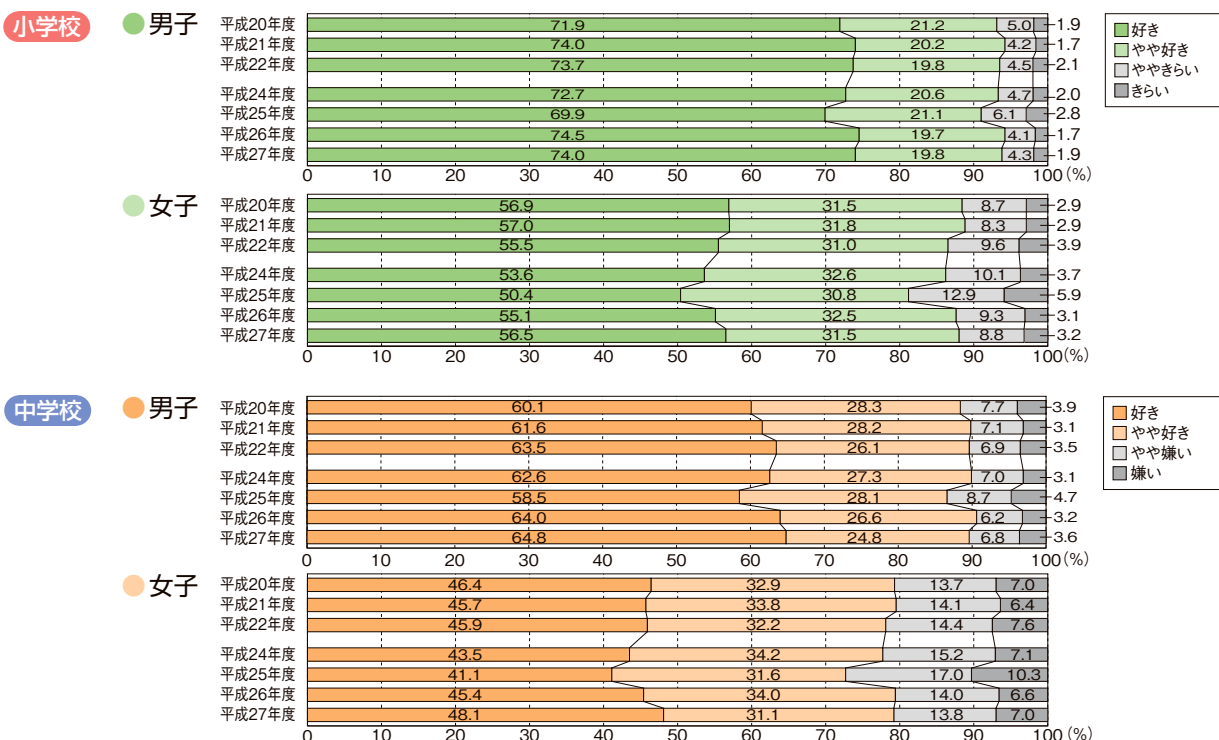 小学校
男子
平成20年度 71.9 21.2 5.0 1.9
平成21年度 74.0 20.2 4.2 1.7
平成22年度 73.7 19.8 4.5 2.1
平成24年度 72.7 20.6 4.7 2.0
平成25年度 69.9 21.1 6.1 2.8
平成26年度 74.5 19.7 4.1 1.7
平成27年度 74.0 19.8 4.3 1.9
0 10 20 30 40 50 60 70 80 90 100(%)
好き
やや好き
ややきらい
きらい
女子
平成20年度 56.9 31.5 8.7 2.9
平成21年度 57.0 31.8 8.3 2.9
平成22年度 55.5 31.0 9.6 3.9
平成24年度 53.6 32.6 10.1 3.7
平成25年度 50.4 30.8 12.9 5.9
平成26年度 55.1 32.5 9.3 3.1
平成27年度 56.5 31.5 8.8 3.2
0 10 20 30 40 50 60 70 80 90 100(%)
中学校
男子
平成20年度 60.1 28.3 7.7 3.9
平成21年度 61.6 28.2 7.1 3.1
平成22年度 63.5 26.1 6.9 3.5
平成24年度 62.6 27.3 7.0 3.1
平成25年度 58.5 28.1 8.7 4.7
平成26年度 64.0 26.6 6.2 3.2
平成27年度 64.8 24.8 6.8 3.6
0 10 20 30 40 50 60 70 80 90 100(%)
好き
やや好き
やや嫌い
嫌い
女子
平成20年度 46.4 32.9 13.7 7.0
平成21年度 45.7 33.8 14.1 6.4
平成22年度 45.9 32.2 14.4 7.6
平成24年度 43.5 34.2 15.2 7.1
平成25年度 41.1 31.6 17.0 10.3
平成26年度 45.4 34.0 14.0 6.6
平成27年度 48.1 31.1 13.8 7.0
0 10 20 30 40 50 60 70 80 90 100(%)